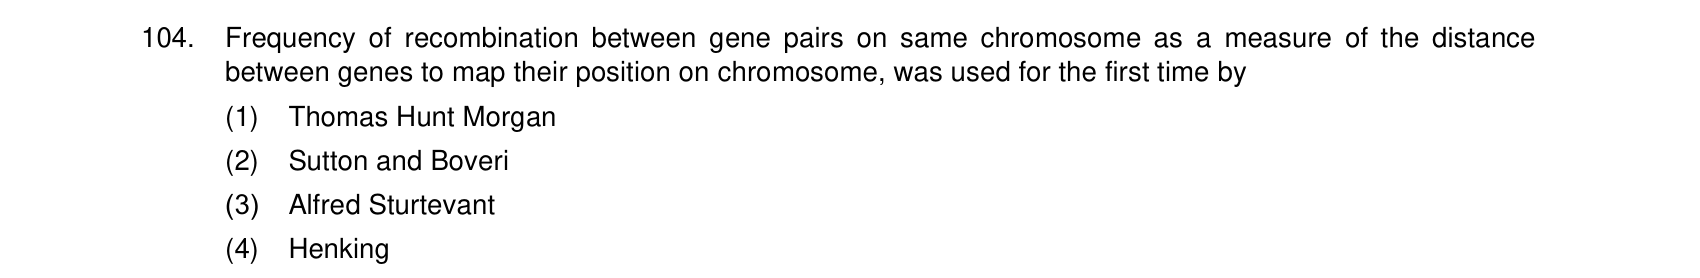 104. Frequency of recombination between gene pairs on same chromosome as a measure of the distance
between genes to map their position on chromosome, was used for the first time by
(1) Thomas Hunt Morgan
(2) Sutton and Boveri
(3) Alfred Sturtevant
(4) Henking